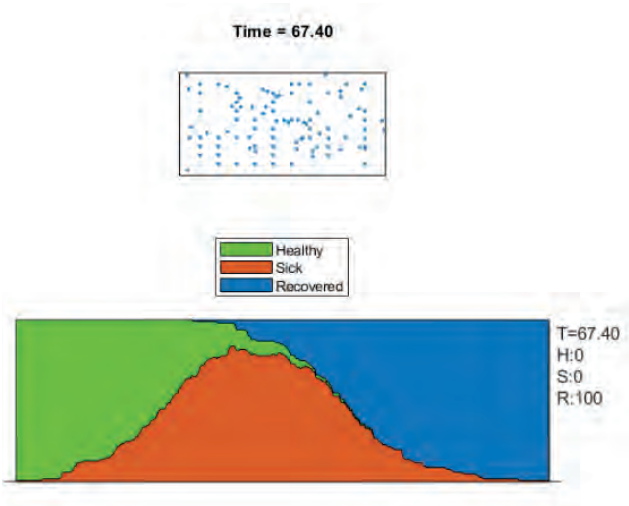 Time = 67.40
Healthy
Sick
Recovered
T=67.40
H:0
S:0
R:100